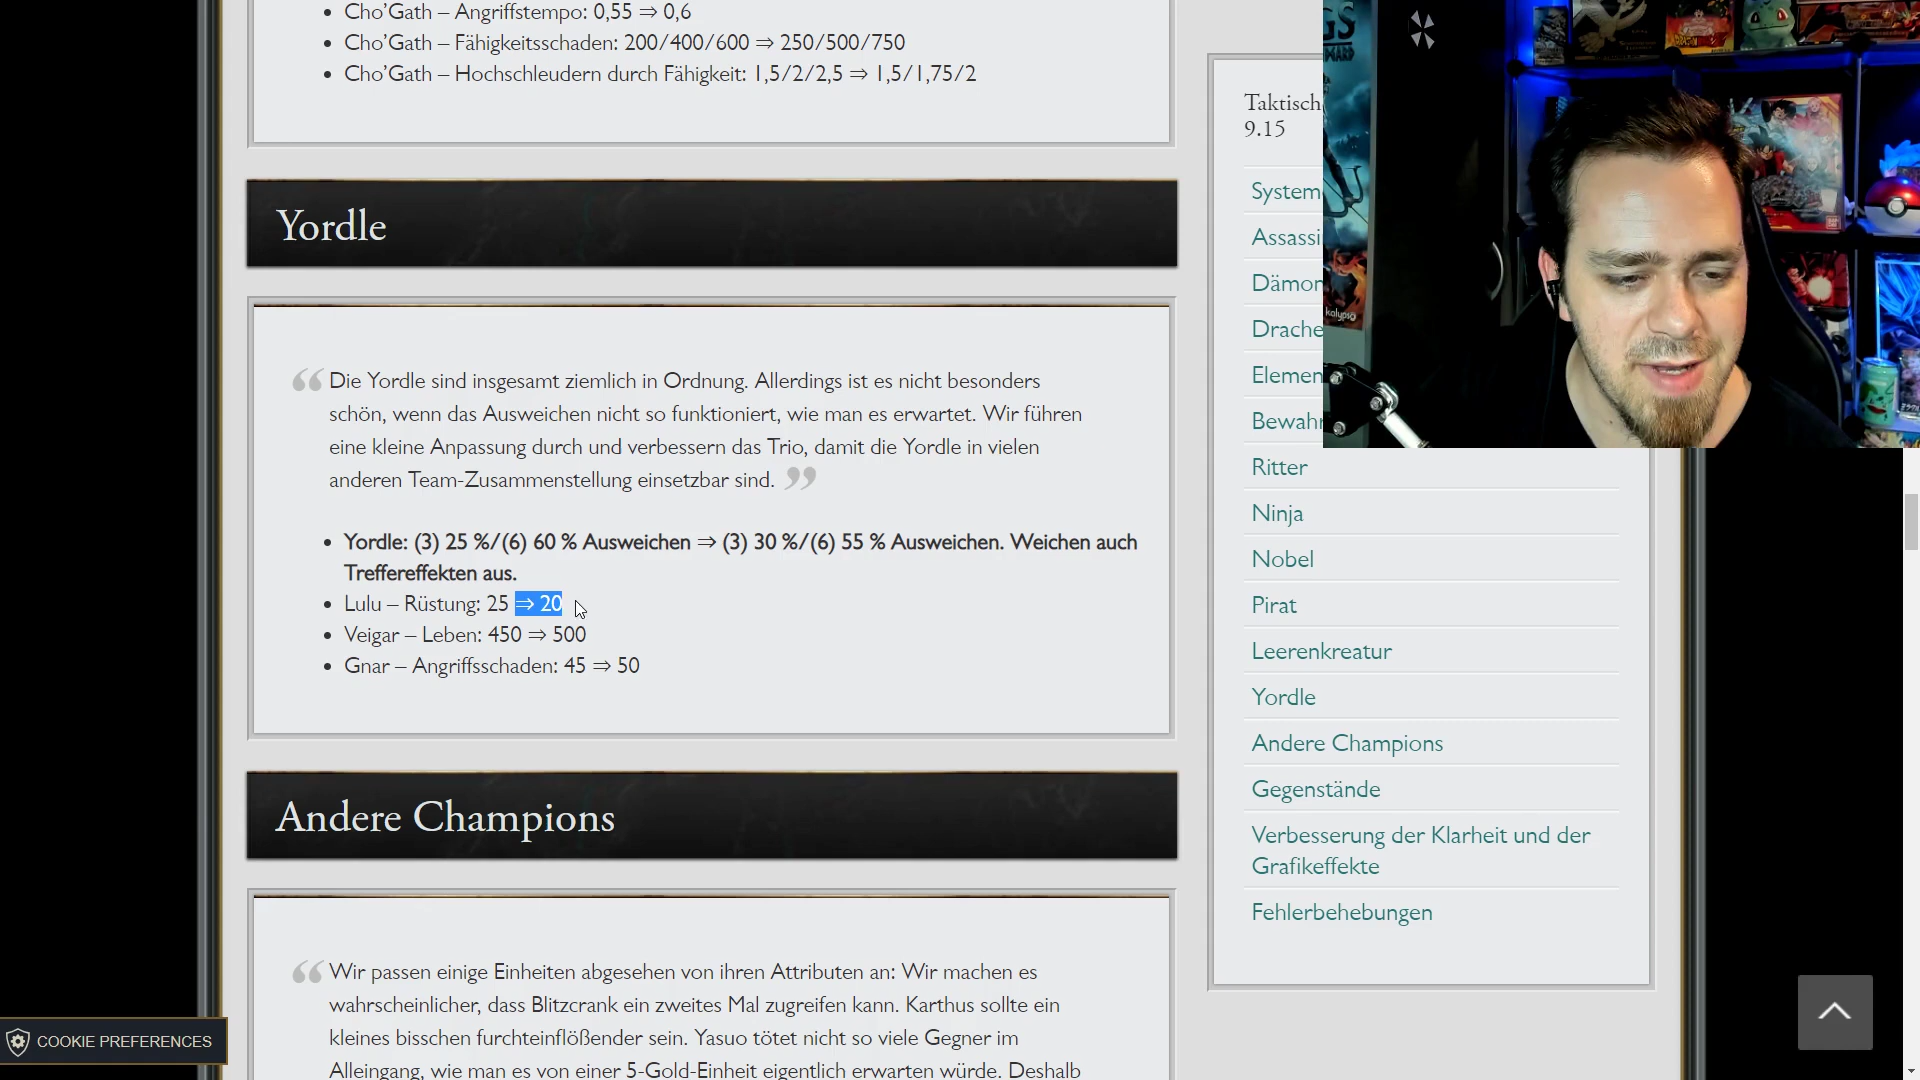 • Cho’Gath – Angriffstempo: 0,55 ⇒ 0,6
• Cho’Gath – Fähigkeitsschaden: 200/400/600 ⇒ 250/500/750
• Cho’Gath – Hochschleudern durch Fähigkeit: 1,5/2/2,5 ⇒ 1,5/1,75/2
Yordle
“ Die Yordle sind insgesamt ziemlich in Ordnung. Allerdings ist es nicht besonders
schön, wenn das Ausweichen nicht so funktioniert, wie man es erwartet. Wir führen
eine kleine Anpassung durch und verbessern das Trio, damit die Yordle in vielen
anderen Team-Zusammenstellung einsetzbar sind. ”
• Yordle: (3) 25 %/(6) 60 % Ausweichen ⇒ (3) 30 %/(6) 55 % Ausweichen. Weichen auch
Treffereffekten aus.
• Lulu – Rüstung: 25 ⇒ 20
• Veigar – Leben: 450 ⇒ 500
• Gnar – Angriffsschaden: 45 ⇒ 50
Andere Champions
“ Wir passen einige Einheiten abgesehen von ihren Attributen an: Wir machen es
wahrscheinlicher, dass Blitzcrank ein zweites Mal zugreifen kann. Karthus sollte ein
kleines bisschen furchteinflößender sein. Yasuo tötet nicht so viele Gegner im
Alleingang, wie man es von einer 5-Gold-Einheit eigentlich erwarten würde. Deshalb
COOKIE PREFERENCES
Taktisch
9.15
System
Assassi
Dämon
Drache
Elemen
Bewahr
Ritter
Ninja
Nobel
Pirat
Leerenkreatur
Yordle
Andere Champions
Gegenstände
Verbesserung der Klarheit und der
Grafikeffekte
Fehlerbehebungen
kalypso